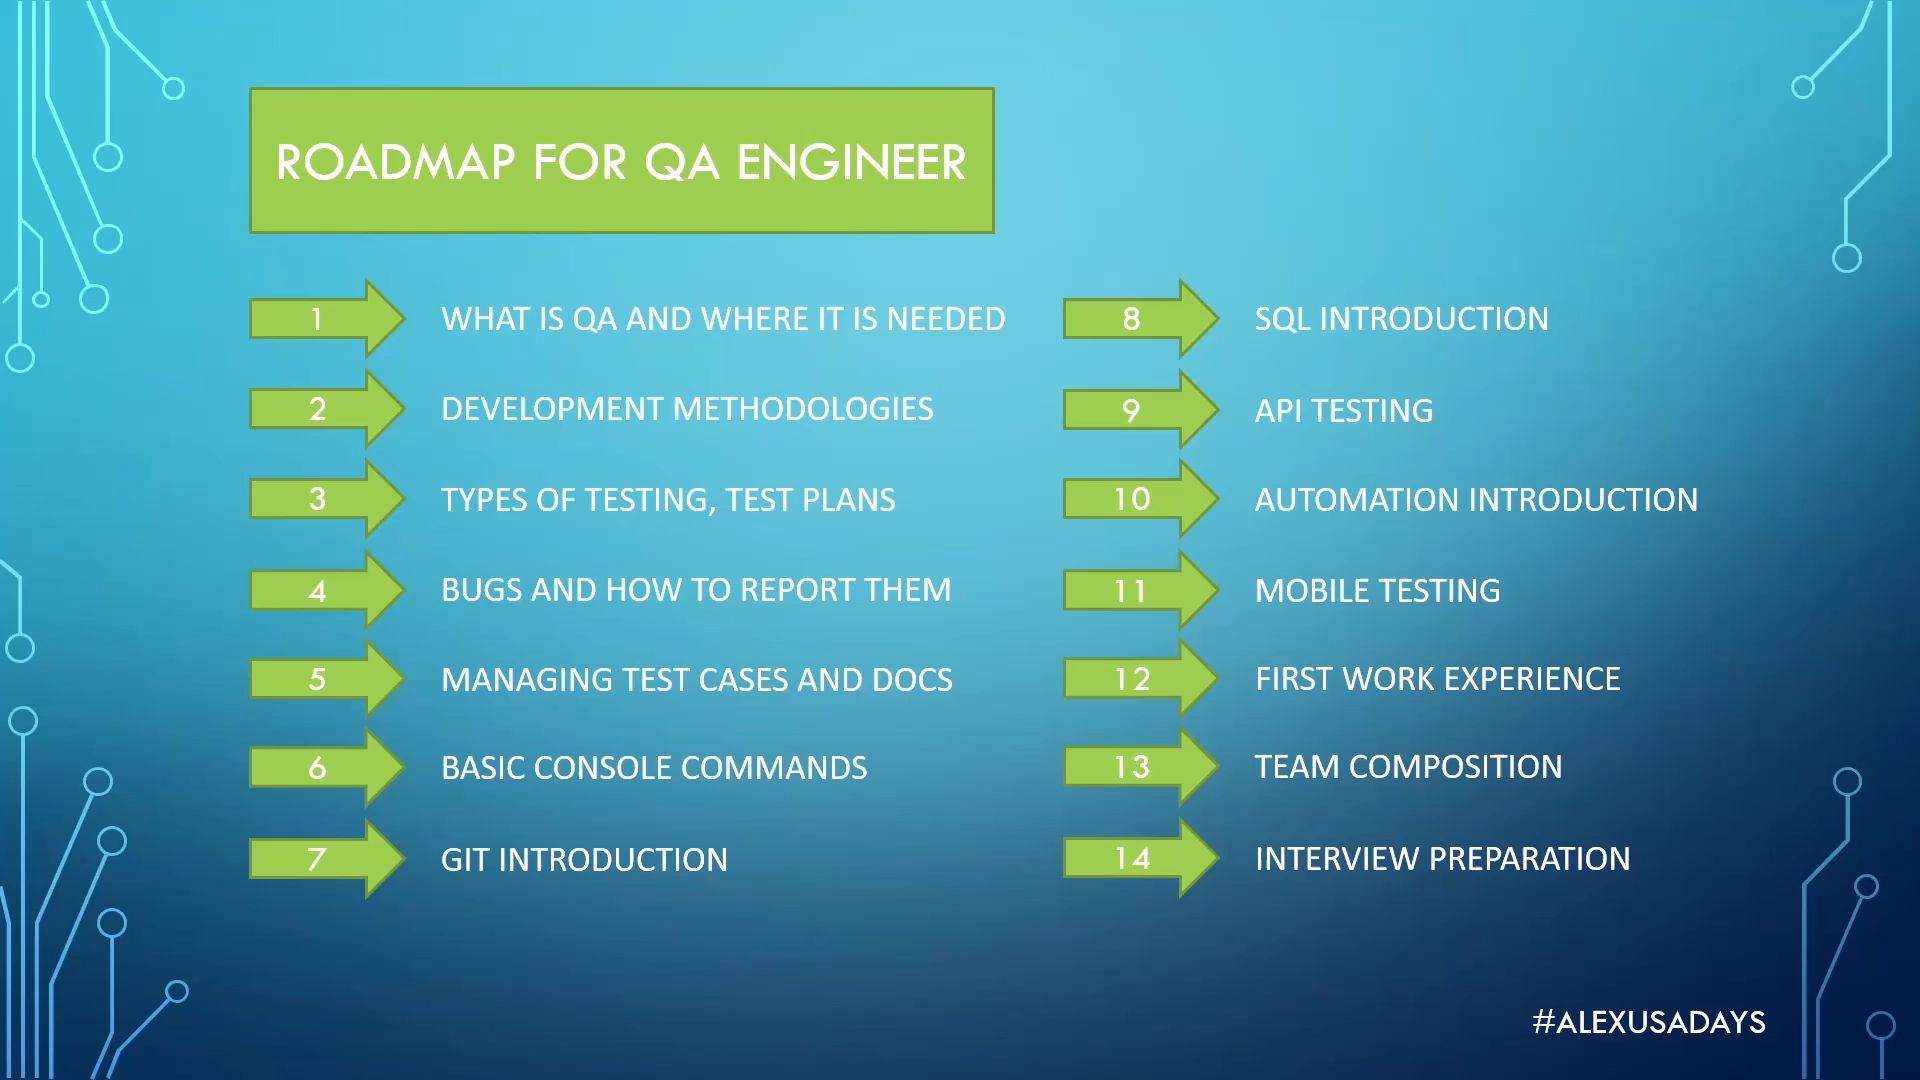 ROADMAP FOR QA ENGINEER
1 WHAT IS QA AND WHERE IT IS NEEDED
2 DEVELOPMENT METHODOLOGIES
3 TYPES OF TESTING, TEST PLANS
4 BUGS AND HOW TO REPORT THEM
5 MANAGING TEST CASES AND DOCS
6 BASIC CONSOLE COMMANDS
7 GIT INTRODUCTION
8 SQL INTRODUCTION
9 API TESTING
10 AUTOMATION INTRODUCTION
11 MOBILE TESTING
12 FIRST WORK EXPERIENCE
13 TEAM COMPOSITION
14 INTERVIEW PREPARATION
#ALEXUSADAYS